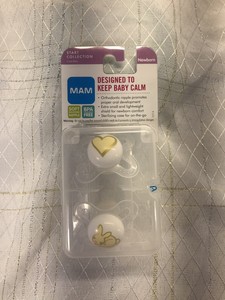 START
COLLECTION
Newborn
MAM
DESIGNED TO
KEEP BABY CALM
• Orthodontic nipple promotes
proper oral development
• Extra small and lightweight
shield for newborn comfort
• Sterilizing case for on-the-go
BPA
FREE